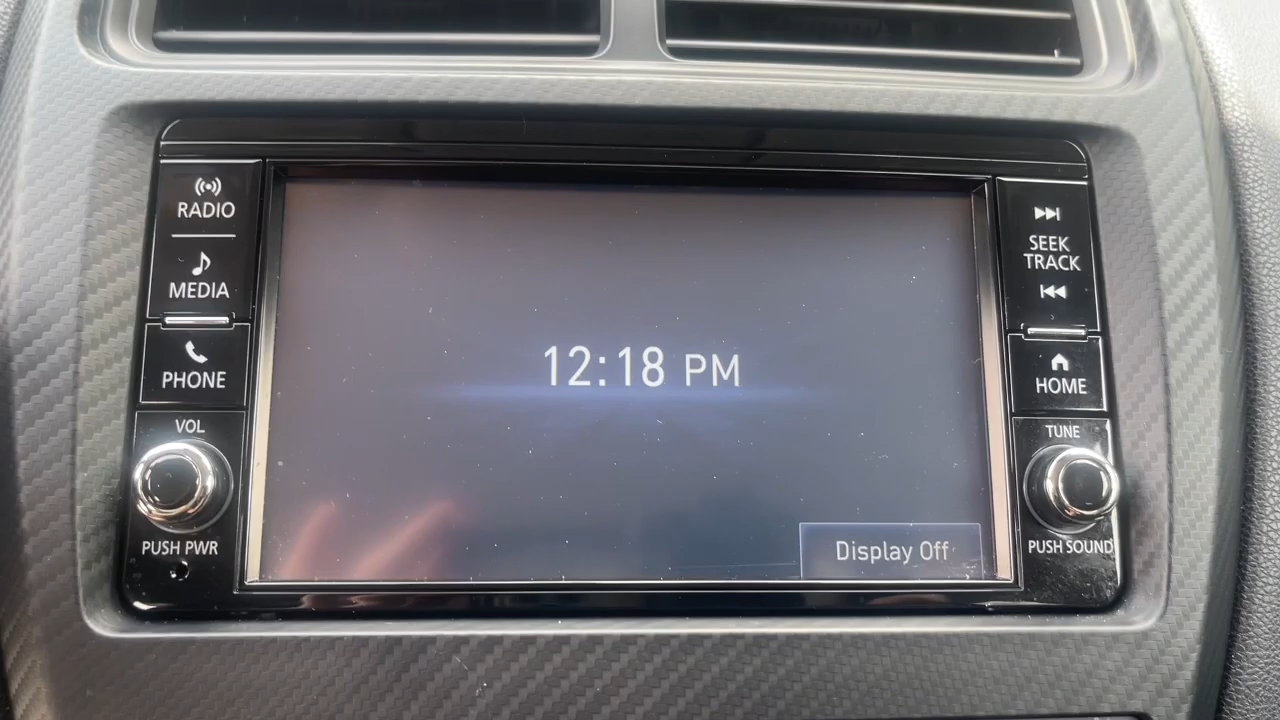 RADIO
MEDIA
PHONE
VOL
PUSH PWR
12:18 PM
Display Off
SEEK
TRACK
HOME
TUNE
PUSH SOUND